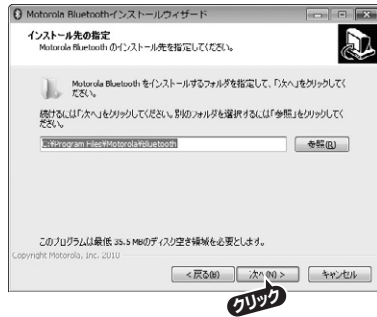 Motorola Bluetoothインストールウィザード
インストール先の指定
Motorola Bluetooth のインストール先を指定してください。
Motorola Bluetooth をインストールするフォルダを指定して、「次へ」をクリックしてく
ださい。
続けるには「次へ」をクリックしてください。別のフォルダを選択するには「参照」をクリックしてく
ださい。
C:¥Program Files¥Motorola¥Bluetooth
参照(R)
このプログラムは最低 35.5 MBのディスク空き領域を必要とします。
Copyright Motorola, Inc. 2010
< 戻る(B)
次へ(N) >
キャンセル
クリック